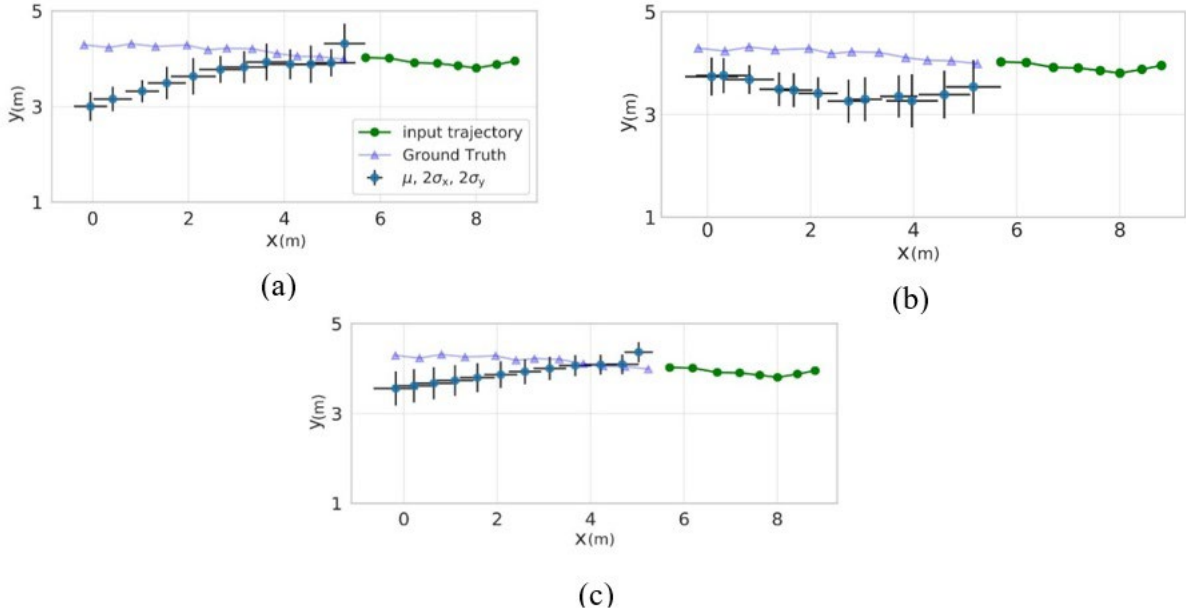 5
3
1
y(m)
0 2 4 6 8
x(m)
input trajectory
Ground Truth
μ, 2σₓ, 2σᵧ
(a)
5
3
1
y(m)
0 2 4 6 8
x(m)
(b)
5
3
1
y(m)
0 2 4 6 8
x(m)
(c)